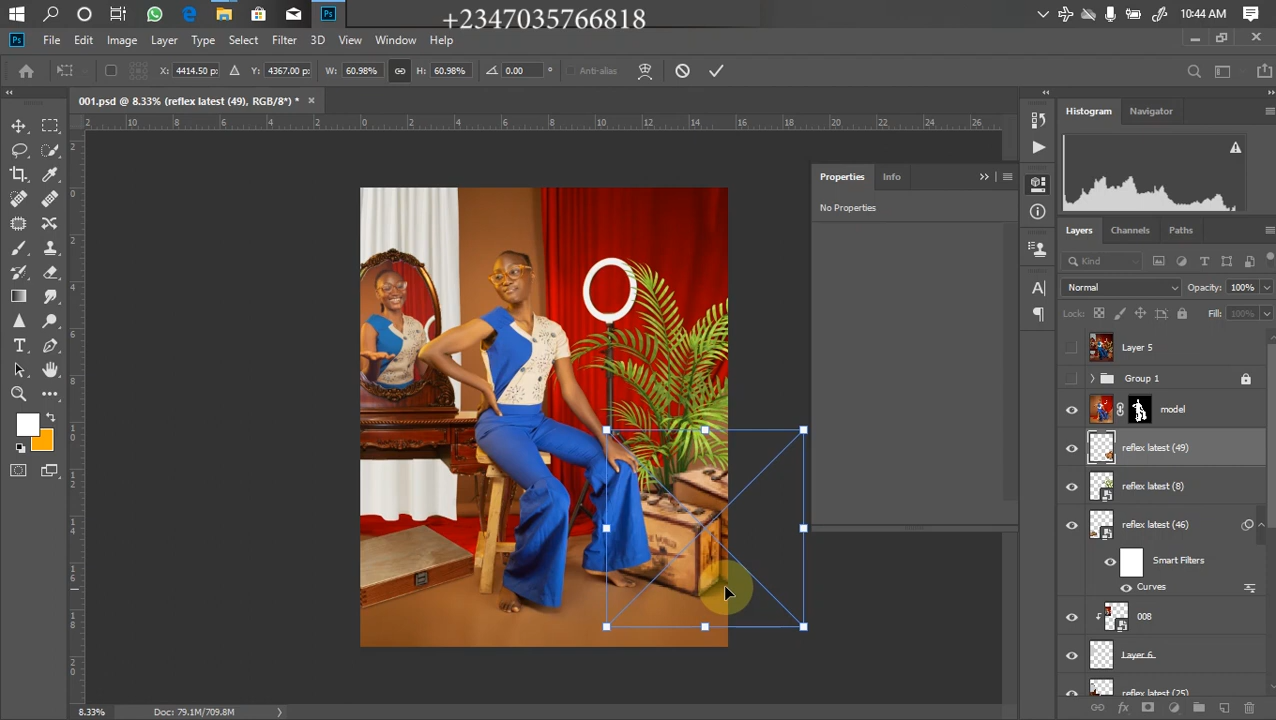 +2347035766818
10:44 AM
Ps
File Edit Image Layer Type Select Filter 3D View Window Help
X: 4414.50 px Y: 4367.00 px W: 60.98% H: 60.98% 0.00 ° Anti-alias
001.psd @ 8.33% (reflex latest (49), RGB/8*) *
Histogram Navigator
Properties Info
No Properties
Layers Channels Paths
Kind
Normal Opacity: 100%
Lock: Fill: 100%
Layer 5
Group 1
model
reflex latest (49)
reflex latest (8)
reflex latest (46)
Smart Filters
Curves
008
Layer 6
reflex latest (25)
8.33% Doc: 79.1M/709.8M